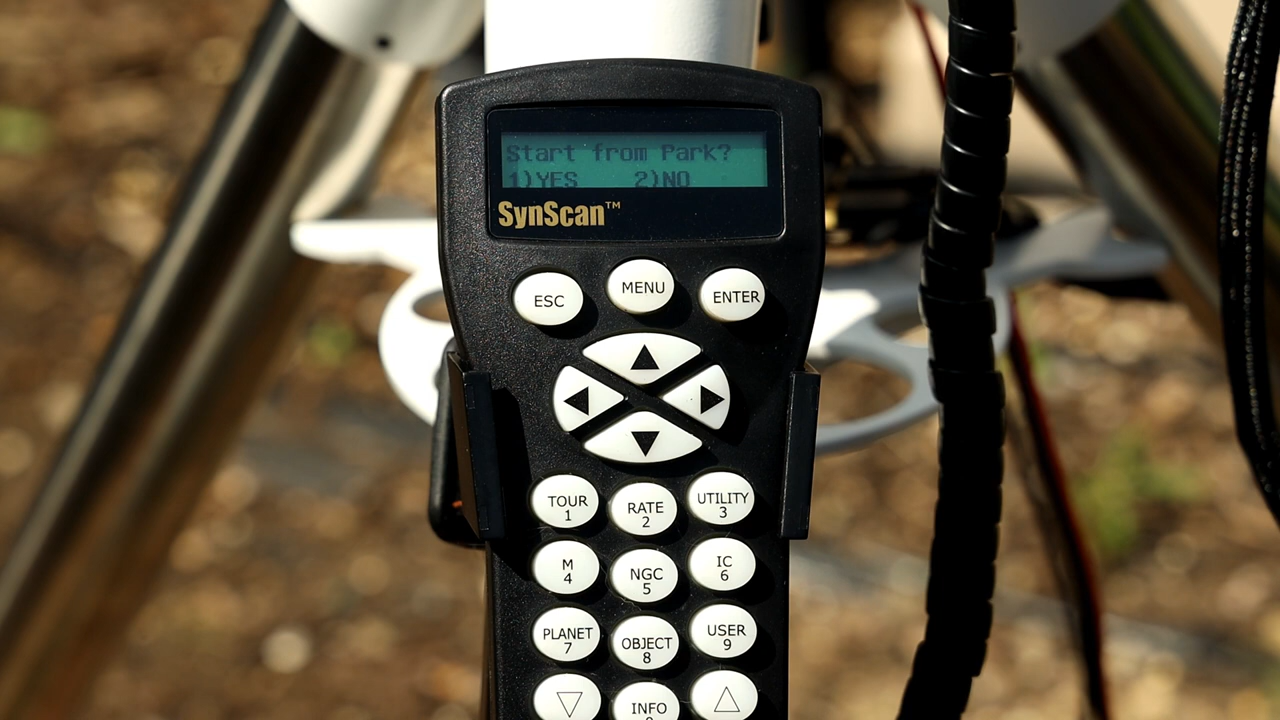 Start from Park?
1)YES 2)NO
SynScan™
ESC MENU ENTER
TOUR RATE UTILITY
1 2 3
M NGC IC
4 5 6
PLANET OBJECT USER
7 8 9
INFO